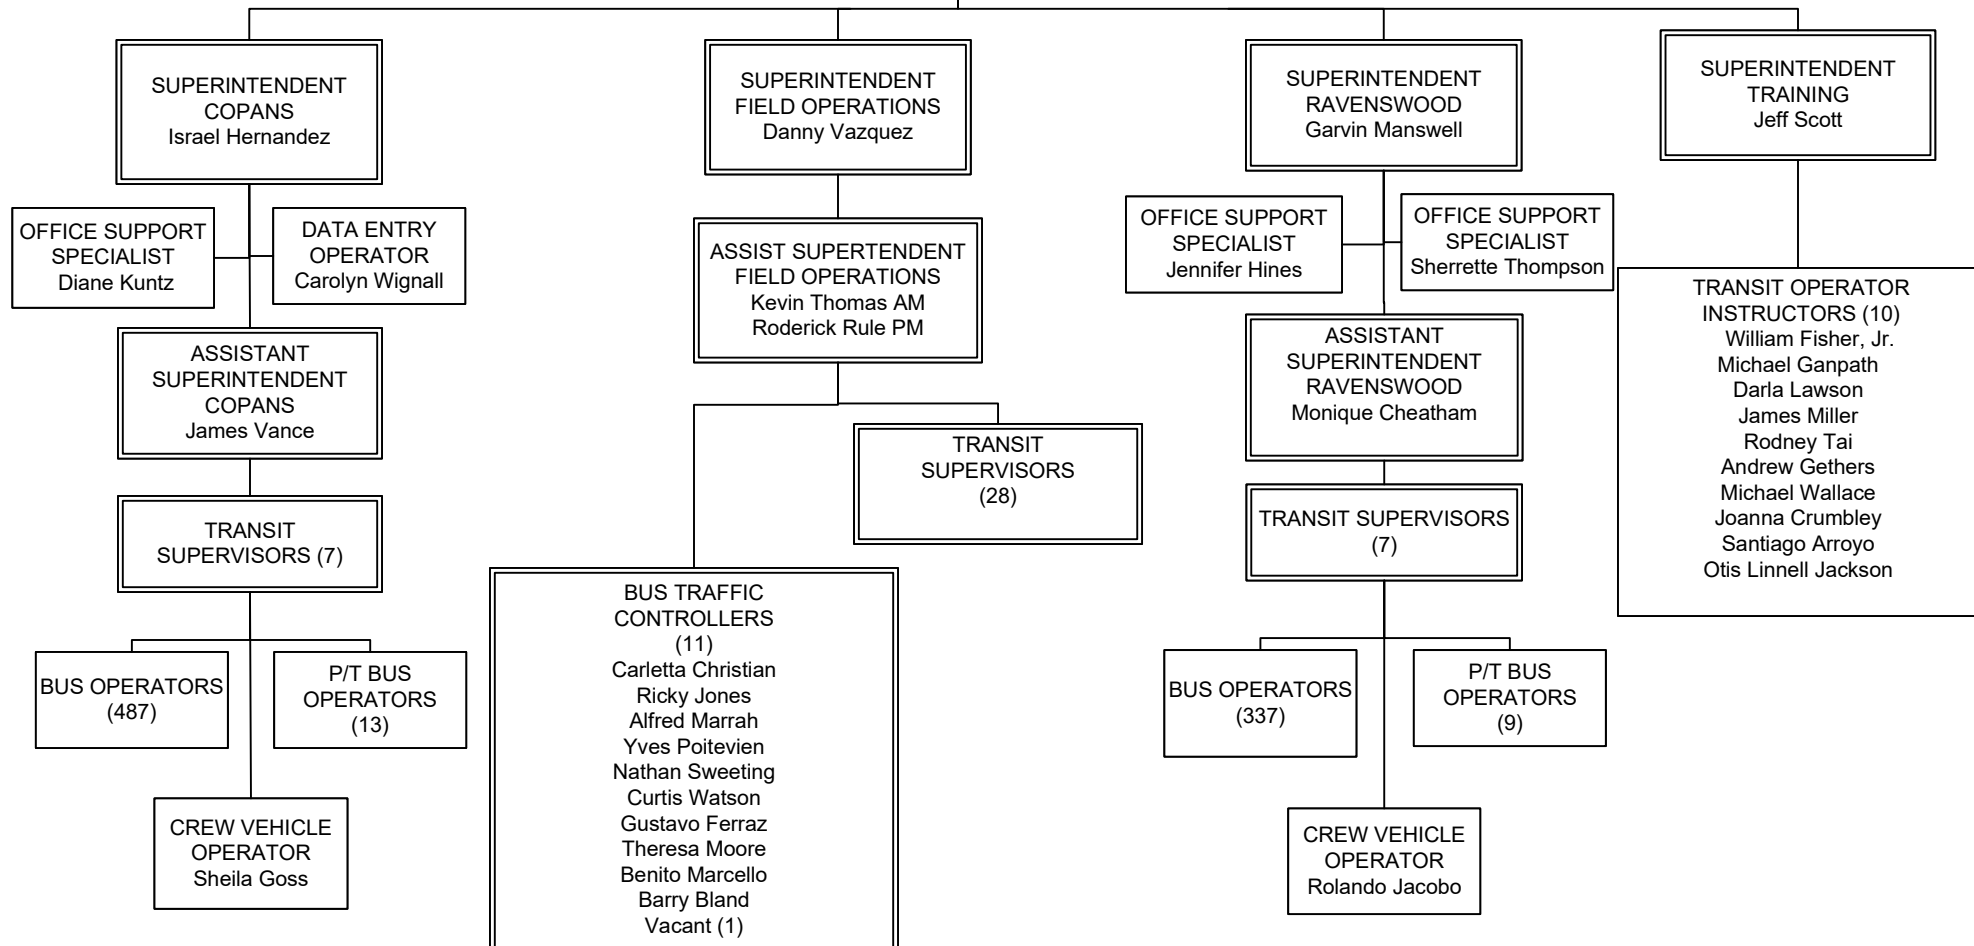 SUPERINTENDENT
COPANS
Israel Hernandez
OFFICE SUPPORT
SPECIALIST
Diane Kuntz
DATA ENTRY
OPERATOR
Carolyn Wignall
ASSISTANT
SUPERINTENDENT
COPANS
James Vance
TRANSIT
SUPERVISORS (7)
BUS OPERATORS
(487)
P/T BUS
OPERATORS
(13)
CREW VEHICLE
OPERATOR
Sheila Goss
SUPERINTENDENT
FIELD OPERATIONS
Danny Vazquez
ASSIST SUPERTENDENT
FIELD OPERATIONS
Kevin Thomas AM
Roderick Rule PM
TRANSIT
SUPERVISORS
(28)
BUS TRAFFIC
CONTROLLERS
(11)
Carletta Christian
Ricky Jones
Alfred Marrah
Yves Poitevien
Nathan Sweeting
Curtis Watson
Gustavo Ferraz
Theresa Moore
Benito Marcello
Barry Bland
Vacant (1)
SUPERINTENDENT
RAVENSWOOD
Garvin Manswell
OFFICE SUPPORT
SPECIALIST
Jennifer Hines
OFFICE SUPPORT
SPECIALIST
Sherrette Thompson
ASSISTANT
SUPERINTENDENT
RAVENSWOOD
Monique Cheatham
TRANSIT SUPERVISORS
(7)
BUS OPERATORS
(337)
P/T BUS
OPERATORS
(9)
CREW VEHICLE
OPERATOR
Rolando Jacobo
SUPERINTENDENT
TRAINING
Jeff Scott
TRANSIT OPERATOR
INSTRUCTORS (10)
William Fisher, Jr.
Michael Ganpath
Darla Lawson
James Miller
Rodney Tai
Andrew Gethers
Michael Wallace
Joanna Crumbley
Santiago Arroyo
Otis Linnell Jackson